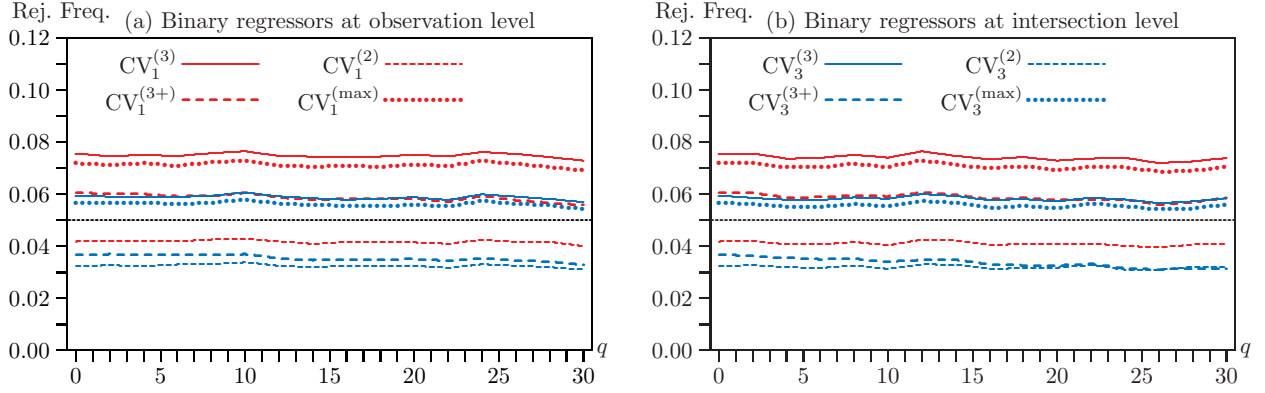 Rej. Freq.
(a) Binary regressors at observation level
0.12
0.10
0.08
0.06
0.04
0.02
0.00
CV₁⁽³⁾
CV₁⁽²⁾
CV₁⁽³⁺⁾
CV₁⁽ᵐᵃˣ⁾
0 5 10 15 20 25 30
q
Rej. Freq.
(b) Binary regressors at intersection level
0.12
0.10
0.08
0.06
0.04
0.02
0.00
CV₃⁽³⁾
CV₃⁽²⁾
CV₃⁽³⁺⁾
CV₃⁽ᵐᵃˣ⁾
0 5 10 15 20 25 30
q